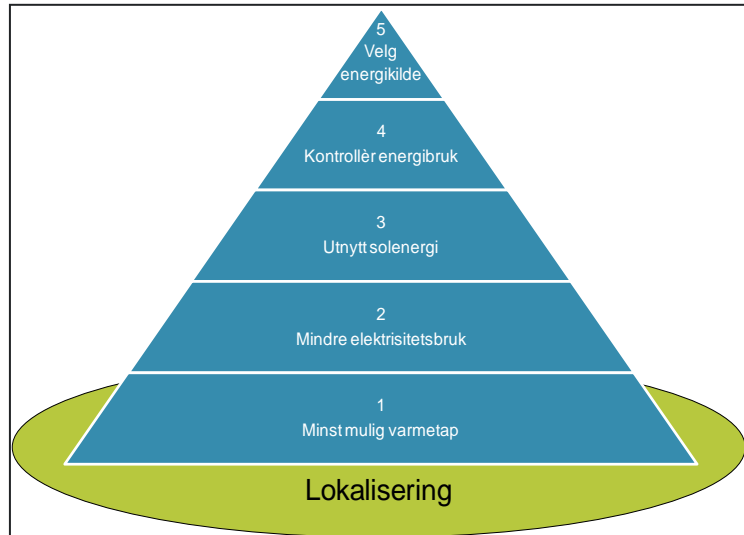 5
Velg
energikilde
4
Kontrollèr energibruk
3
Utnytt solenergi
2
Mindre elektrisitetsbruk
1
Minst mulig varmetap
Lokalisering